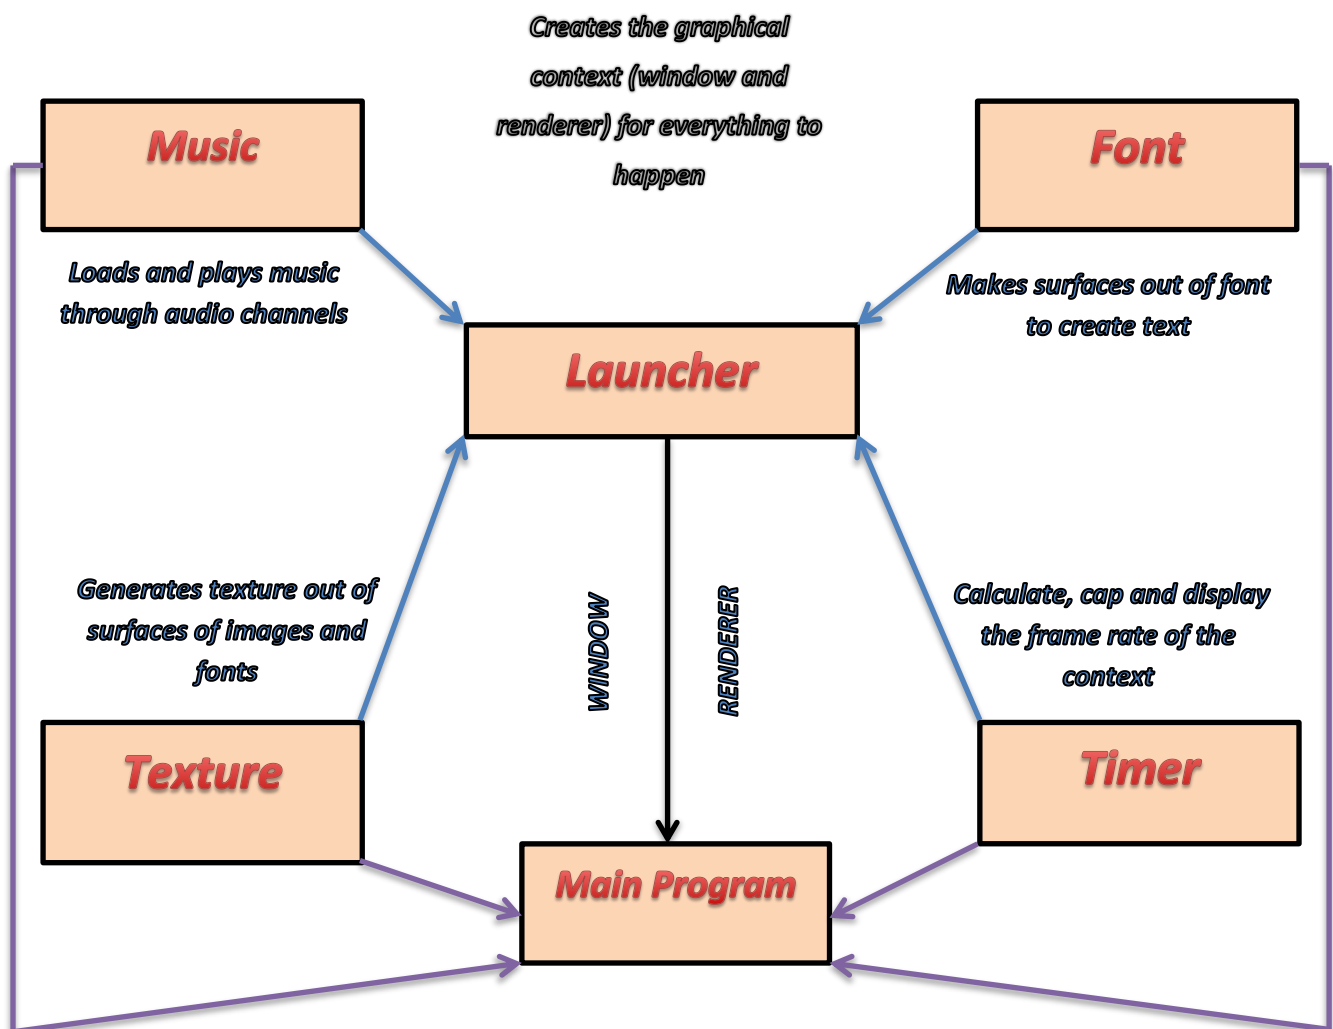 Creates the graphical
context (window and
renderer) for everything to
happen
Music
Font
Loads and plays music
through audio channels
Makes surfaces out of font
to create text
Launcher
Generates texture out of
surfaces of images and
fonts
WINDOW
RENDERER
Calculate, cap and display
the frame rate of the
context
Texture
Timer
Main Program